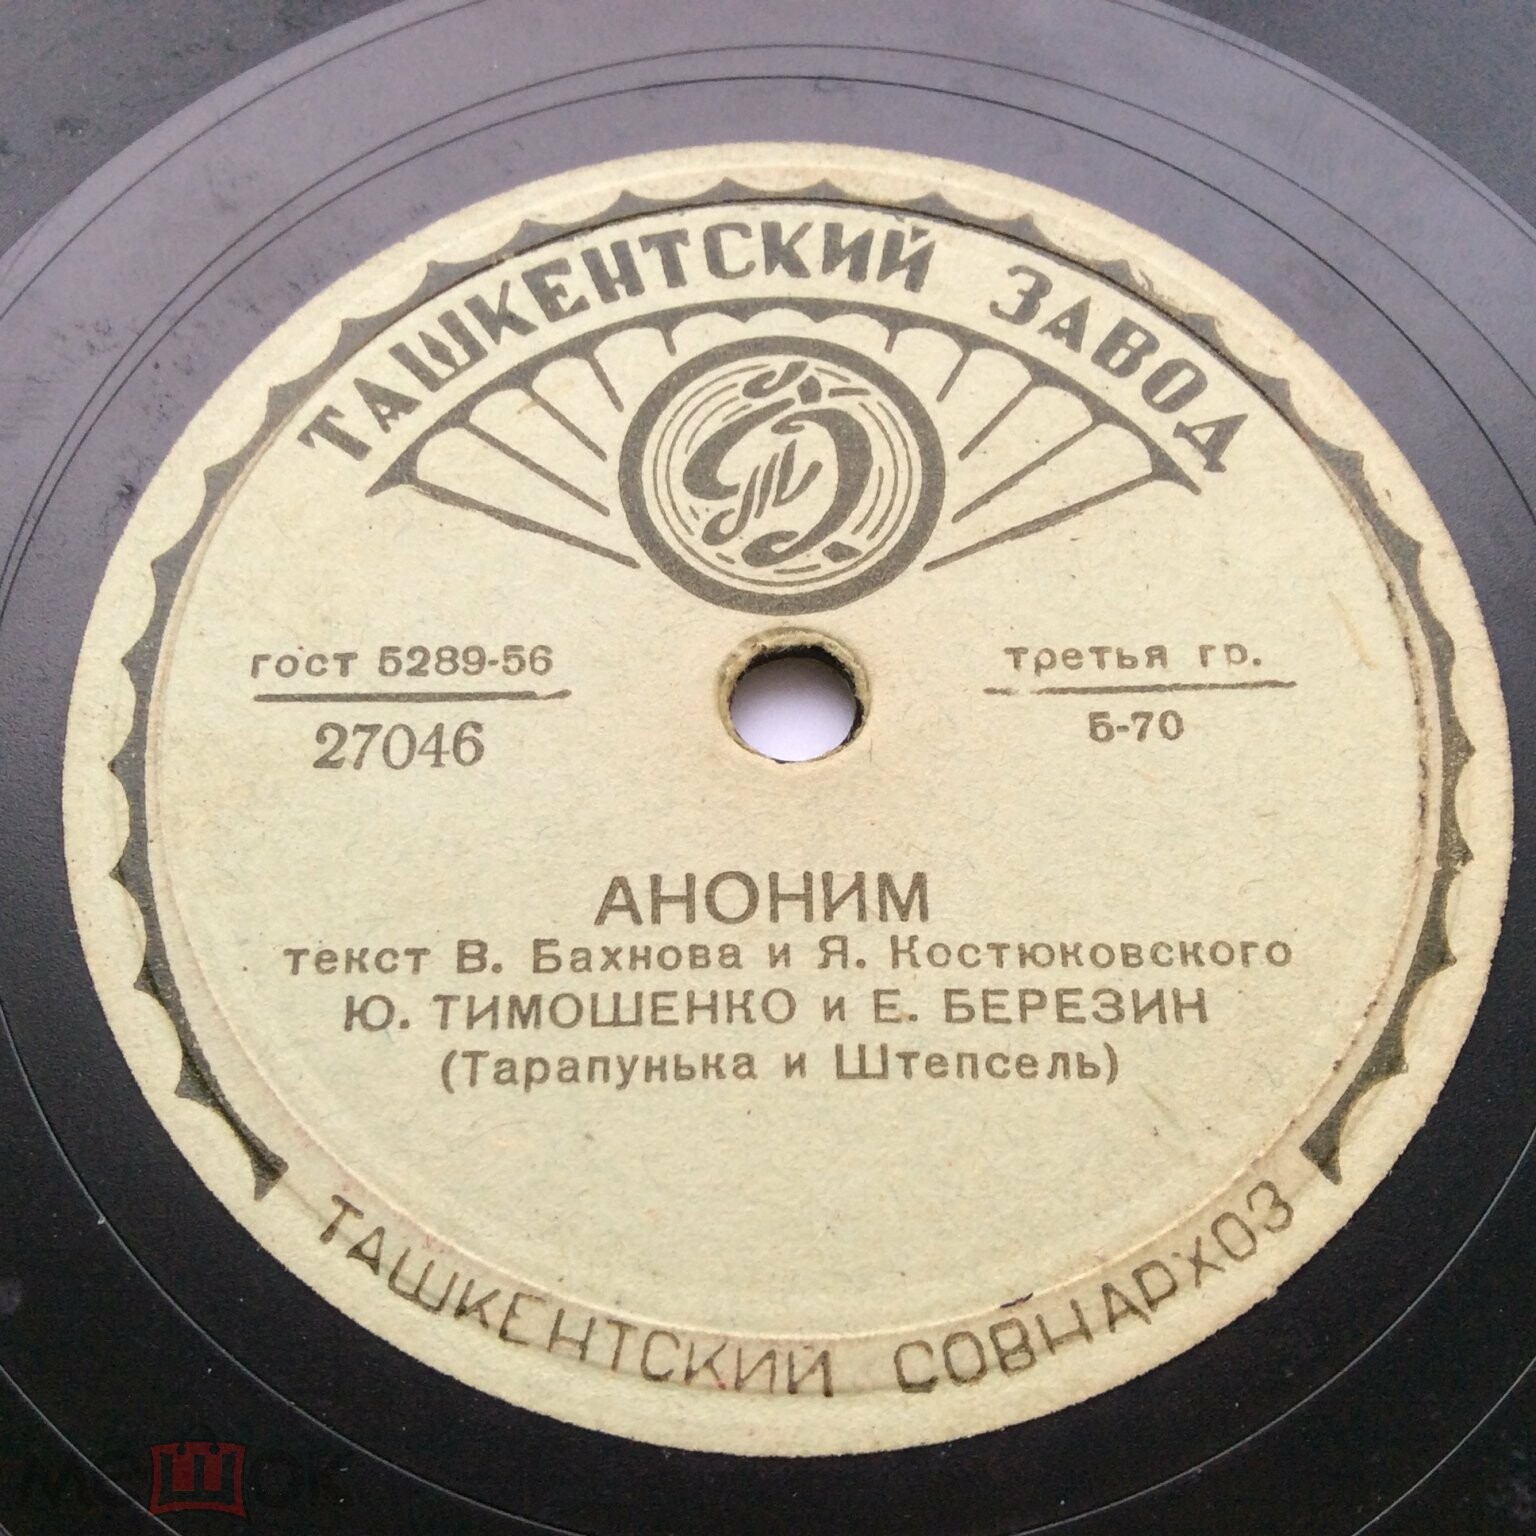 ТАШКЕНТСКИЙ ЗАВОД
гост 5289-56
27046
третья гр.
Б-70
АНОНИМ
текст В. Бахнова и Я. Костюковского
Ю. ТИМОШЕНКО и Е. БЕРЕЗИН
(Тарапунька и Штепсель)
ТАШКЕНТСКИЙ СОВНАРХОЗ
мешок